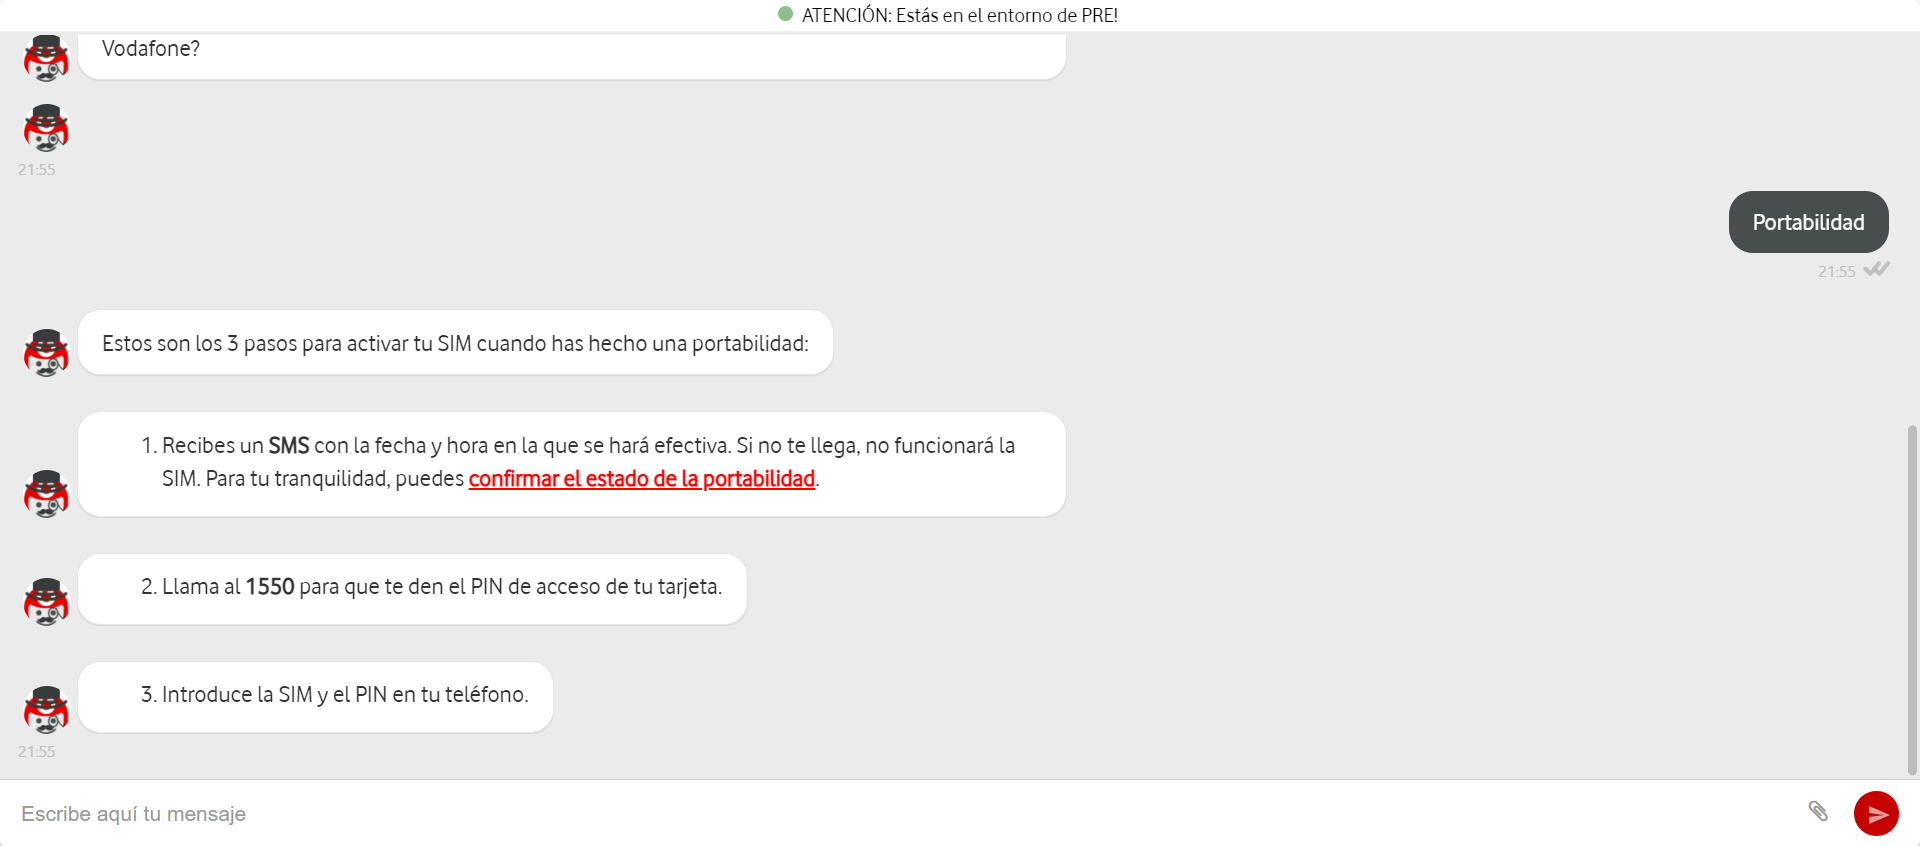 ATENCIÓN: Estás en el entorno de PRE!
Vodafone?
21:55
Portabilidad
21:55
Estos son los 3 pasos para activar tu SIM cuando has hecho una portabilidad:
1. Recibes un SMS con la fecha y hora en la que se hará efectiva. Si no te llega, no funcionará la
SIM. Para tu tranquilidad, puedes confirmar el estado de la portabilidad.
2. Llama al 1550 para que te den el PIN de acceso de tu tarjeta.
3. Introduce la SIM y el PIN en tu teléfono.
21:55
Escribe aquí tu mensaje